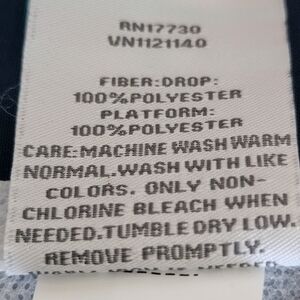 RN17730
VN1121140
FIBER:DROP:
100%POLYESTER
PLATFORM:
100%POLYESTER
CARE:MACHINE WASH WARM
NORMAL.WASH WITH LIKE
COLORS. ONLY NON-
CHLORINE BLEACH WHEN
NEEDED.TUMBLE DRY LOW.
REMOVE PROMPTLY.